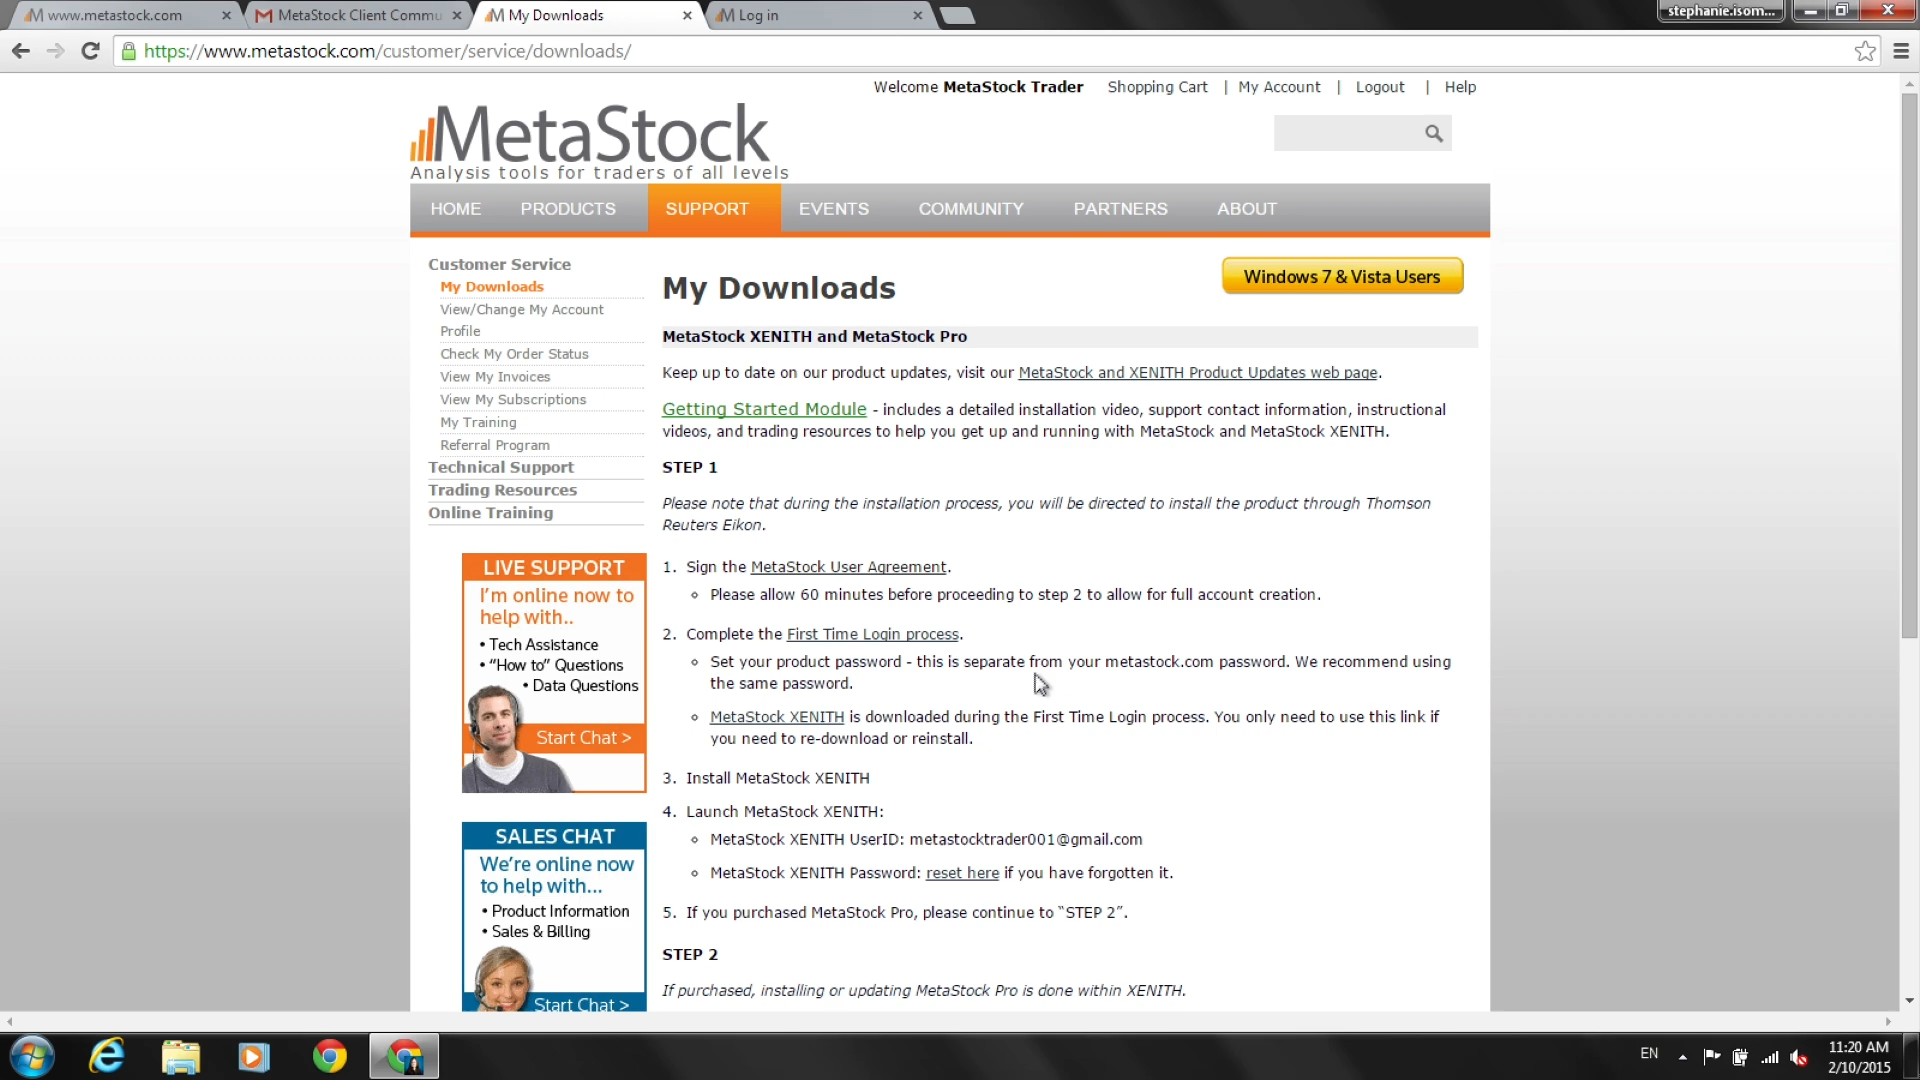 www.metastock.com
MetaStock Client Commu
My Downloads
Log in
stephanie.isom...
https://www.metastock.com/customer/service/downloads/
Welcome MetaStock Trader Shopping Cart | My Account | Logout | Help
MetaStock
Analysis tools for traders of all levels
HOME PRODUCTS SUPPORT EVENTS COMMUNITY PARTNERS ABOUT
Customer Service
My Downloads
View/Change My Account
Profile
Check My Order Status
View My Invoices
View My Subscriptions
My Training
Referral Program
Technical Support
Trading Resources
Online Training
LIVE SUPPORT
I'm online now to
help with..
• Tech Assistance
• "How to" Questions
• Data Questions
Start Chat >
SALES CHAT
We're online now
to help with...
• Product Information
• Sales & Billing
Start Chat >
My Downloads
Windows 7 & Vista Users
MetaStock XENITH and MetaStock Pro
Keep up to date on our product updates, visit our MetaStock and XENITH Product Updates web page.
Getting Started Module - includes a detailed installation video, support contact information, instructional
videos, and trading resources to help you get up and running with MetaStock and MetaStock XENITH.
STEP 1
Please note that during the installation process, you will be directed to install the product through Thomson
Reuters Eikon.
1. Sign the MetaStock User Agreement.
Please allow 60 minutes before proceeding to step 2 to allow for full account creation.
2. Complete the First Time Login process.
Set your product password - this is separate from your metastock.com password. We recommend using
the same password.
MetaStock XENITH is downloaded during the First Time Login process. You only need to use this link if
you need to re-download or reinstall.
3. Install MetaStock XENITH
4. Launch MetaStock XENITH:
MetaStock XENITH UserID: metastocktrader001@gmail.com
MetaStock XENITH Password: reset here if you have forgotten it.
5. If you purchased MetaStock Pro, please continue to "STEP 2".
STEP 2
If purchased, installing or updating MetaStock Pro is done within XENITH.
EN
11:20 AM
2/10/2015